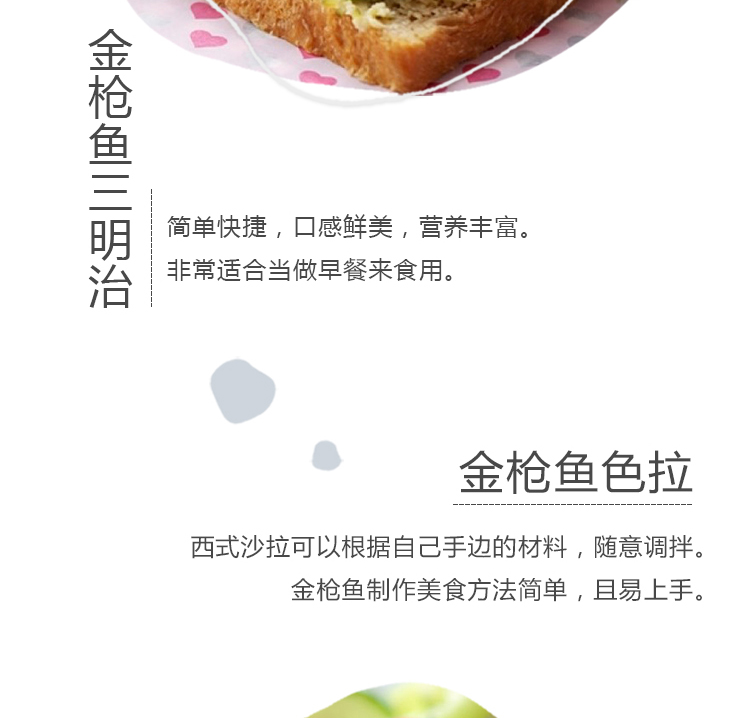 金枪鱼三明治
简单快捷，口感鲜美，营养丰富。
非常适合当做早餐来食用。
金枪鱼色拉
西式沙拉可以根据自己手边的材料，随意调拌。
金枪鱼制作美食方法简单，且易上手。